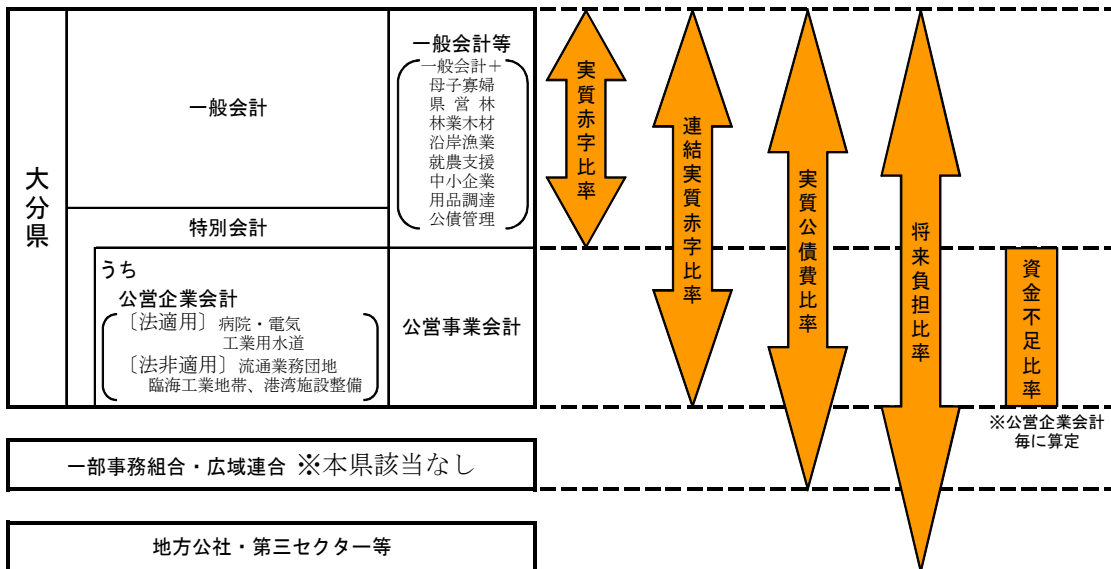 大分県
一般会計
特別会計
うち
公営企業会計
〔法適用〕病院・電気
工業用水道
〔法非適用〕流通業務団地
臨海工業地帯、港湾施設整備
一般会計等
一般会計＋
母子寡婦
県営林
林業木材
沿岸漁業
就農支援
中小企業
用品調達
公債管理
公営事業会計
実質赤字比率
連結実質赤字比率
実質公債費比率
将来負担比率
資金不足比率
※公営企業会計
毎に算定
一部事務組合・広域連合 ※本県該当なし
地方公社・第三セクター等